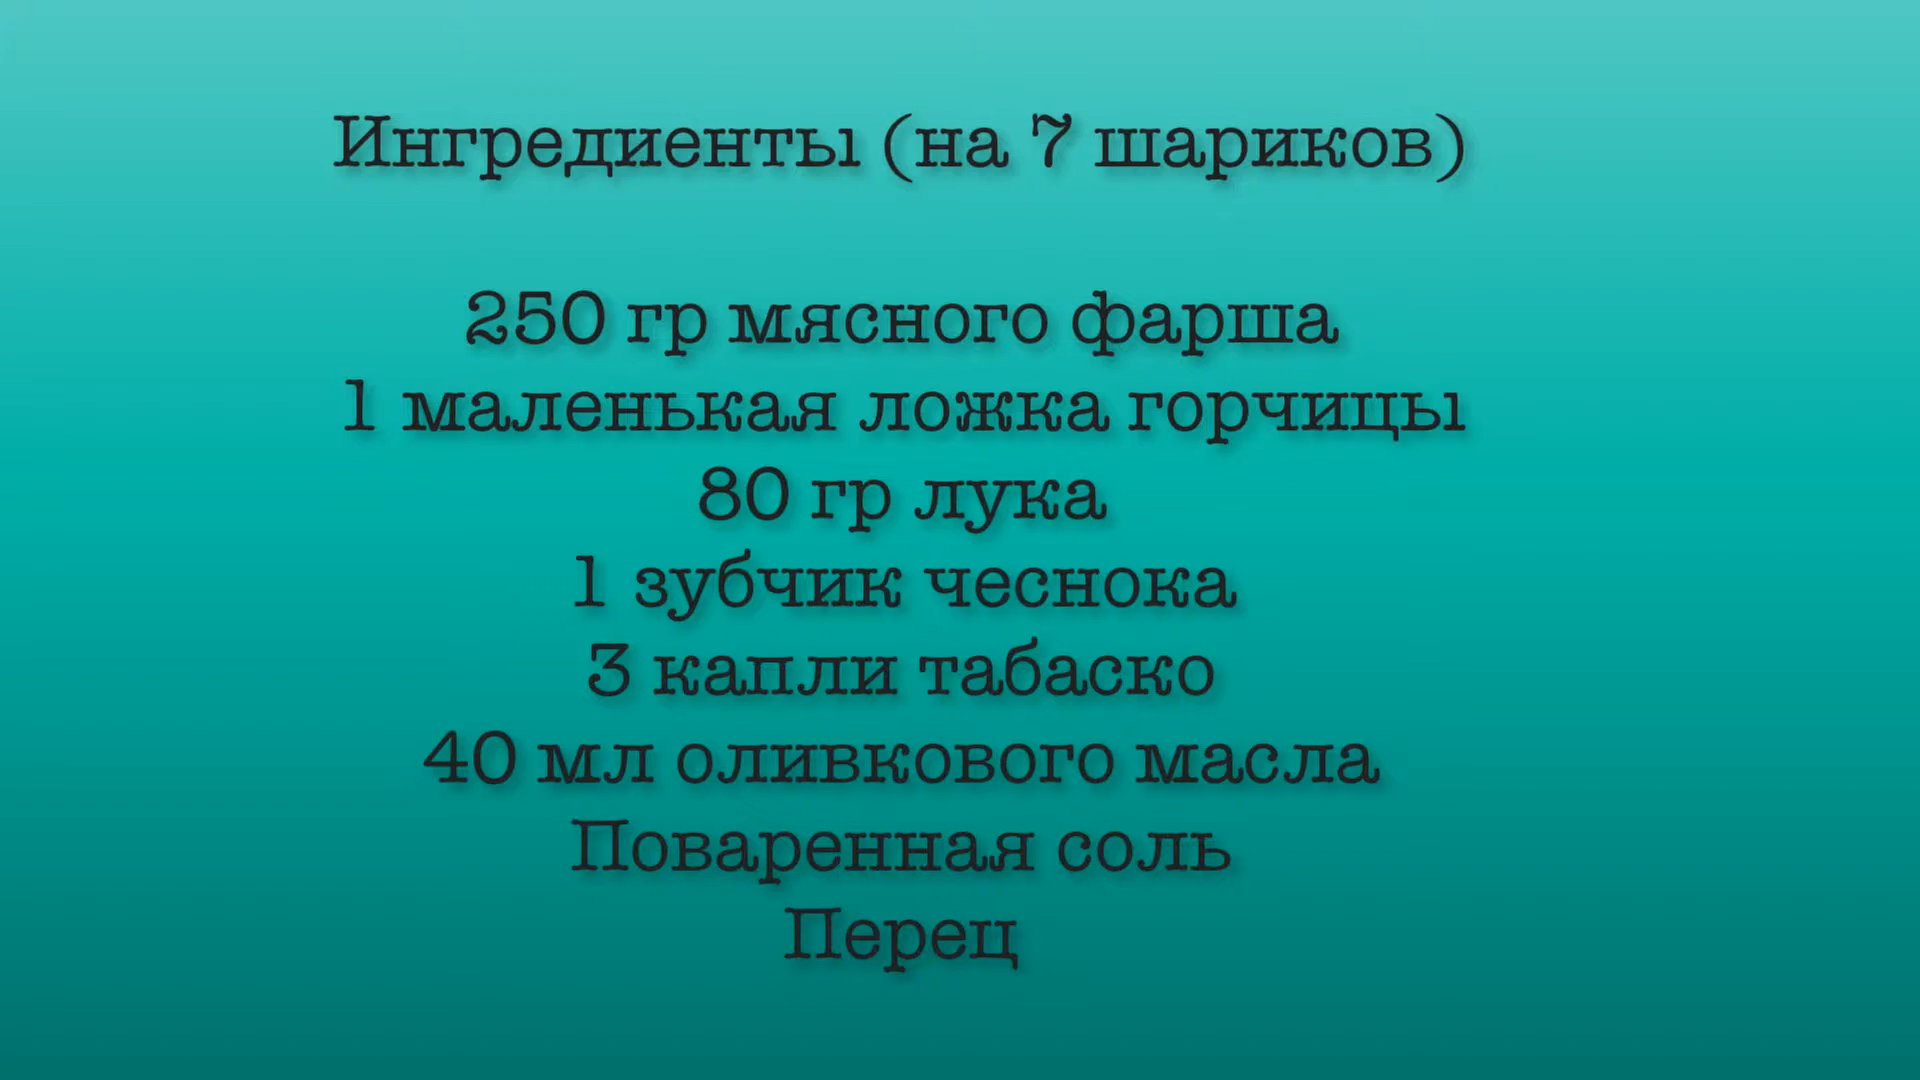 Ингредиенты (на 7 шариков)
250 гр мясного фарша
1 маленькая ложка горчицы
80 гр лука
1 зубчик чеснока
3 капли табаско
40 мл оливкового масла
Поваренная соль
Перец